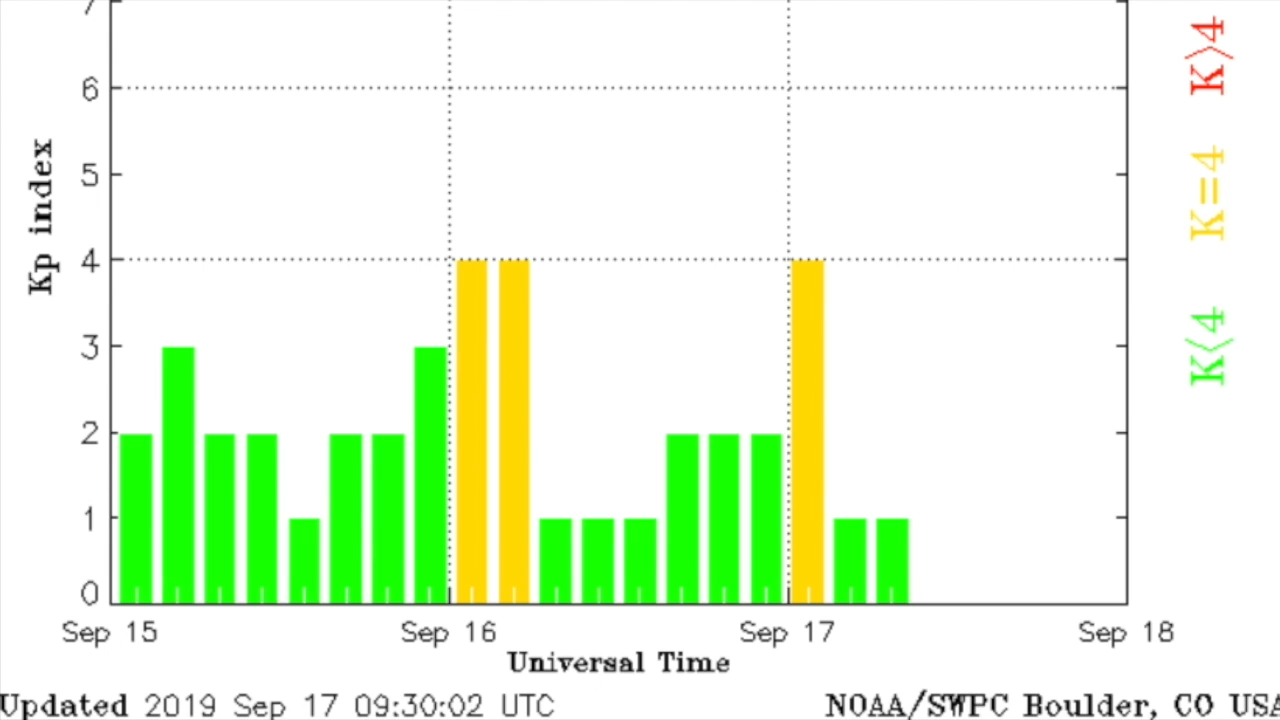 7
6
5
4
3
2
1
0
Kp index
Sep 15 Sep 16 Sep 17 Sep 18
Universal Time
Updated 2019 Sep 17 09:30:02 UTC NOAA/SWPC Boulder, CO USA
K>4
K=4
K<4